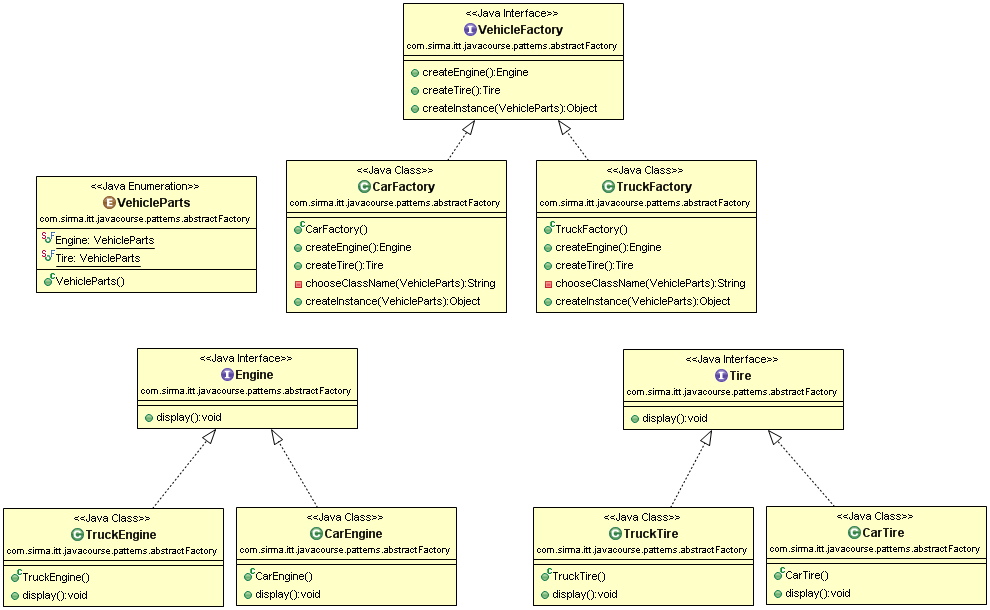 <<Java Interface>>
VehicleFactory
com.sirma.itt.javacourse.patterns.abstractFactory
createEngine():Engine
createTire():Tire
createInstance(VehicleParts):Object
<<Java Enumeration>>
VehicleParts
com.sirma.itt.javacourse.patterns.abstractFactory
Engine: VehicleParts
Tire: VehicleParts
VehicleParts()
<<Java Class>>
CarFactory
com.sirma.itt.javacourse.patterns.abstractFactory
CarFactory()
createEngine():Engine
createTire():Tire
chooseClassName(VehicleParts):String
createInstance(VehicleParts):Object
<<Java Class>>
TruckFactory
com.sirma.itt.javacourse.patterns.abstractFactory
TruckFactory()
createEngine():Engine
createTire():Tire
chooseClassName(VehicleParts):String
createInstance(VehicleParts):Object
<<Java Interface>>
Engine
com.sirma.itt.javacourse.patterns.abstractFactory
display():void
<<Java Interface>>
Tire
com.sirma.itt.javacourse.patterns.abstractFactory
display():void
<<Java Class>>
TruckEngine
com.sirma.itt.javacourse.patterns.abstractFactory
TruckEngine()
display():void
<<Java Class>>
CarEngine
com.sirma.itt.javacourse.patterns.abstractFactory
CarEngine()
display():void
<<Java Class>>
TruckTire
com.sirma.itt.javacourse.patterns.abstractFactory
TruckTire()
display():void
<<Java Class>>
CarTire
com.sirma.itt.javacourse.patterns.abstractFactory
CarTire()
display():void